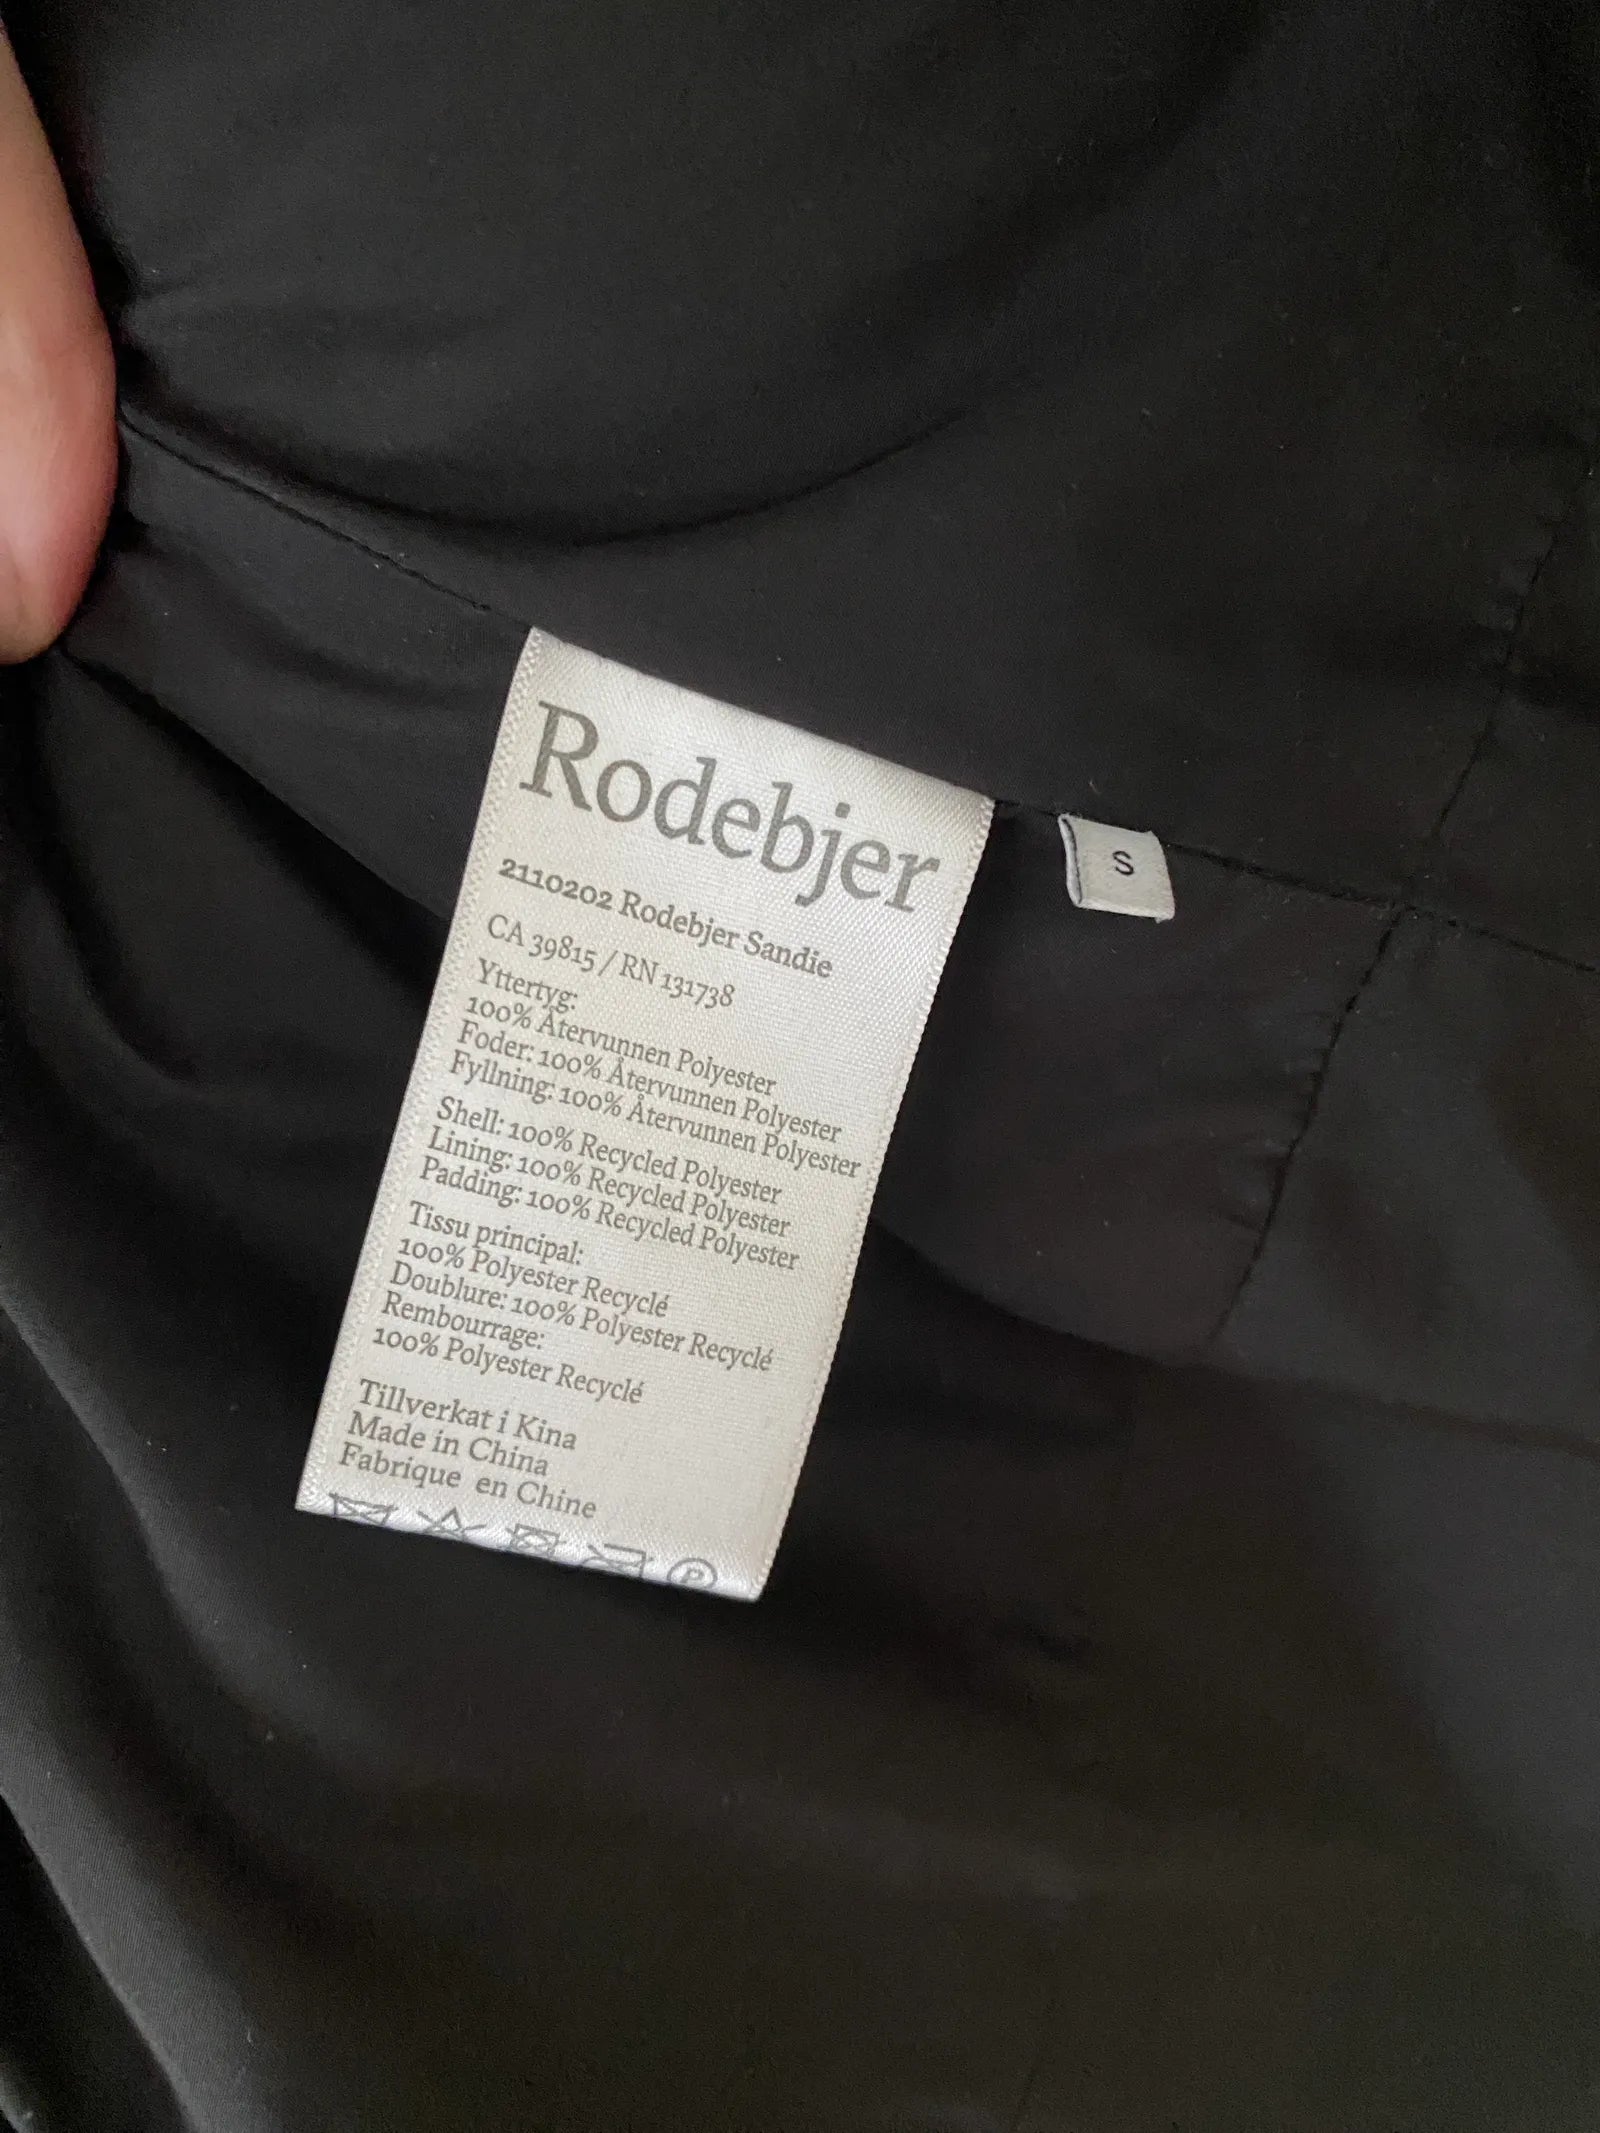 Rodebjer
S
2110202 Rodebjer Sandie
CA 39815 / RN 131738
Yttertyg:
100% Återvunnen Polyester
Foder: 100% Återvunnen Polyester
Fyllning: 100% Återvunnen Polyester
Shell: 100% Recycled Polyester
Lining: 100% Recycled Polyester
Padding: 100% Recycled Polyester
Tissu principal:
100% Polyester Recyclé
Doublure: 100% Polyester Recyclé
Rembourrage:
100% Polyester Recyclé
Tillverkat i Kina
Made in China
Fabrique en Chine
P